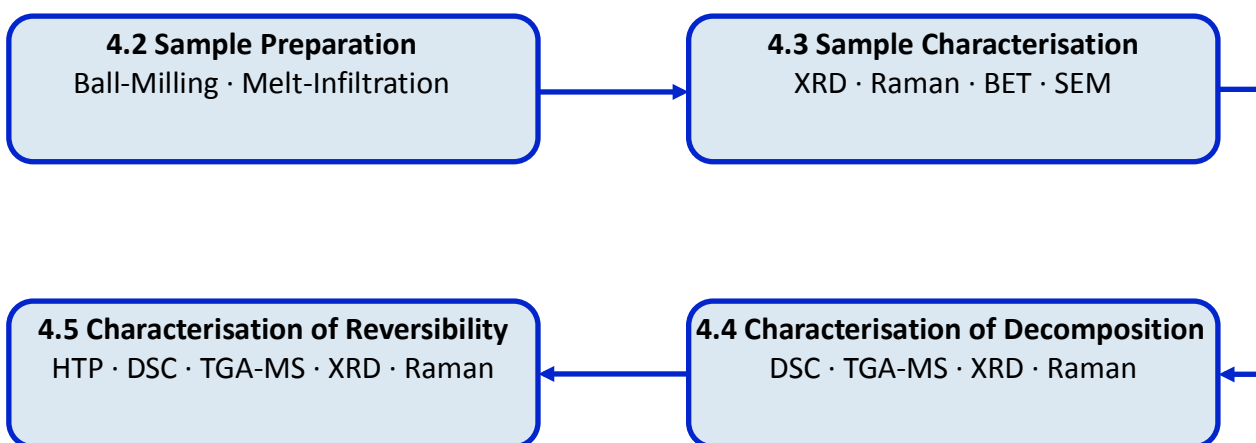 4.2 Sample Preparation
Ball-Milling · Melt-Infiltration
4.3 Sample Characterisation
XRD · Raman · BET · SEM
4.5 Characterisation of Reversibility
HTP · DSC · TGA-MS · XRD · Raman
4.4 Characterisation of Decomposition
DSC · TGA-MS · XRD · Raman